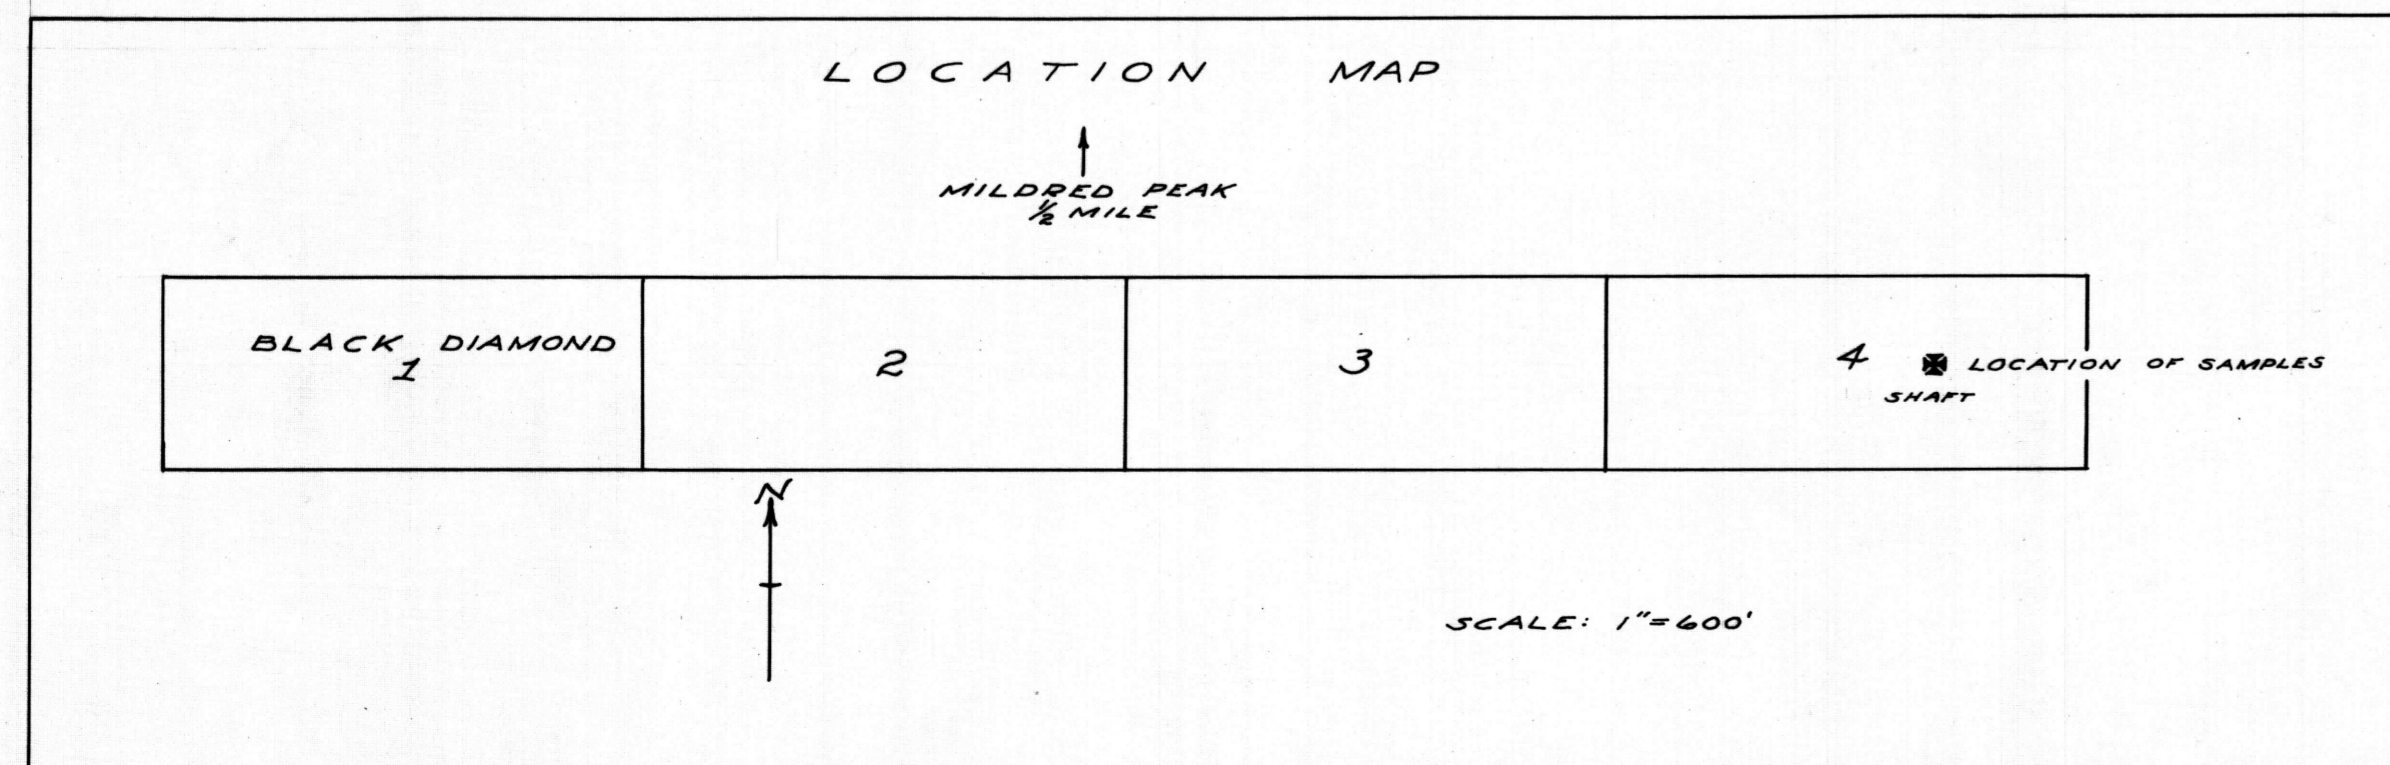 LOCATION MAP
MILDRED PEAK
½ MILE
BLACK DIAMOND
1
2
3
4
LOCATION OF SAMPLES
SHAFT
N
SCALE: 1"=600'